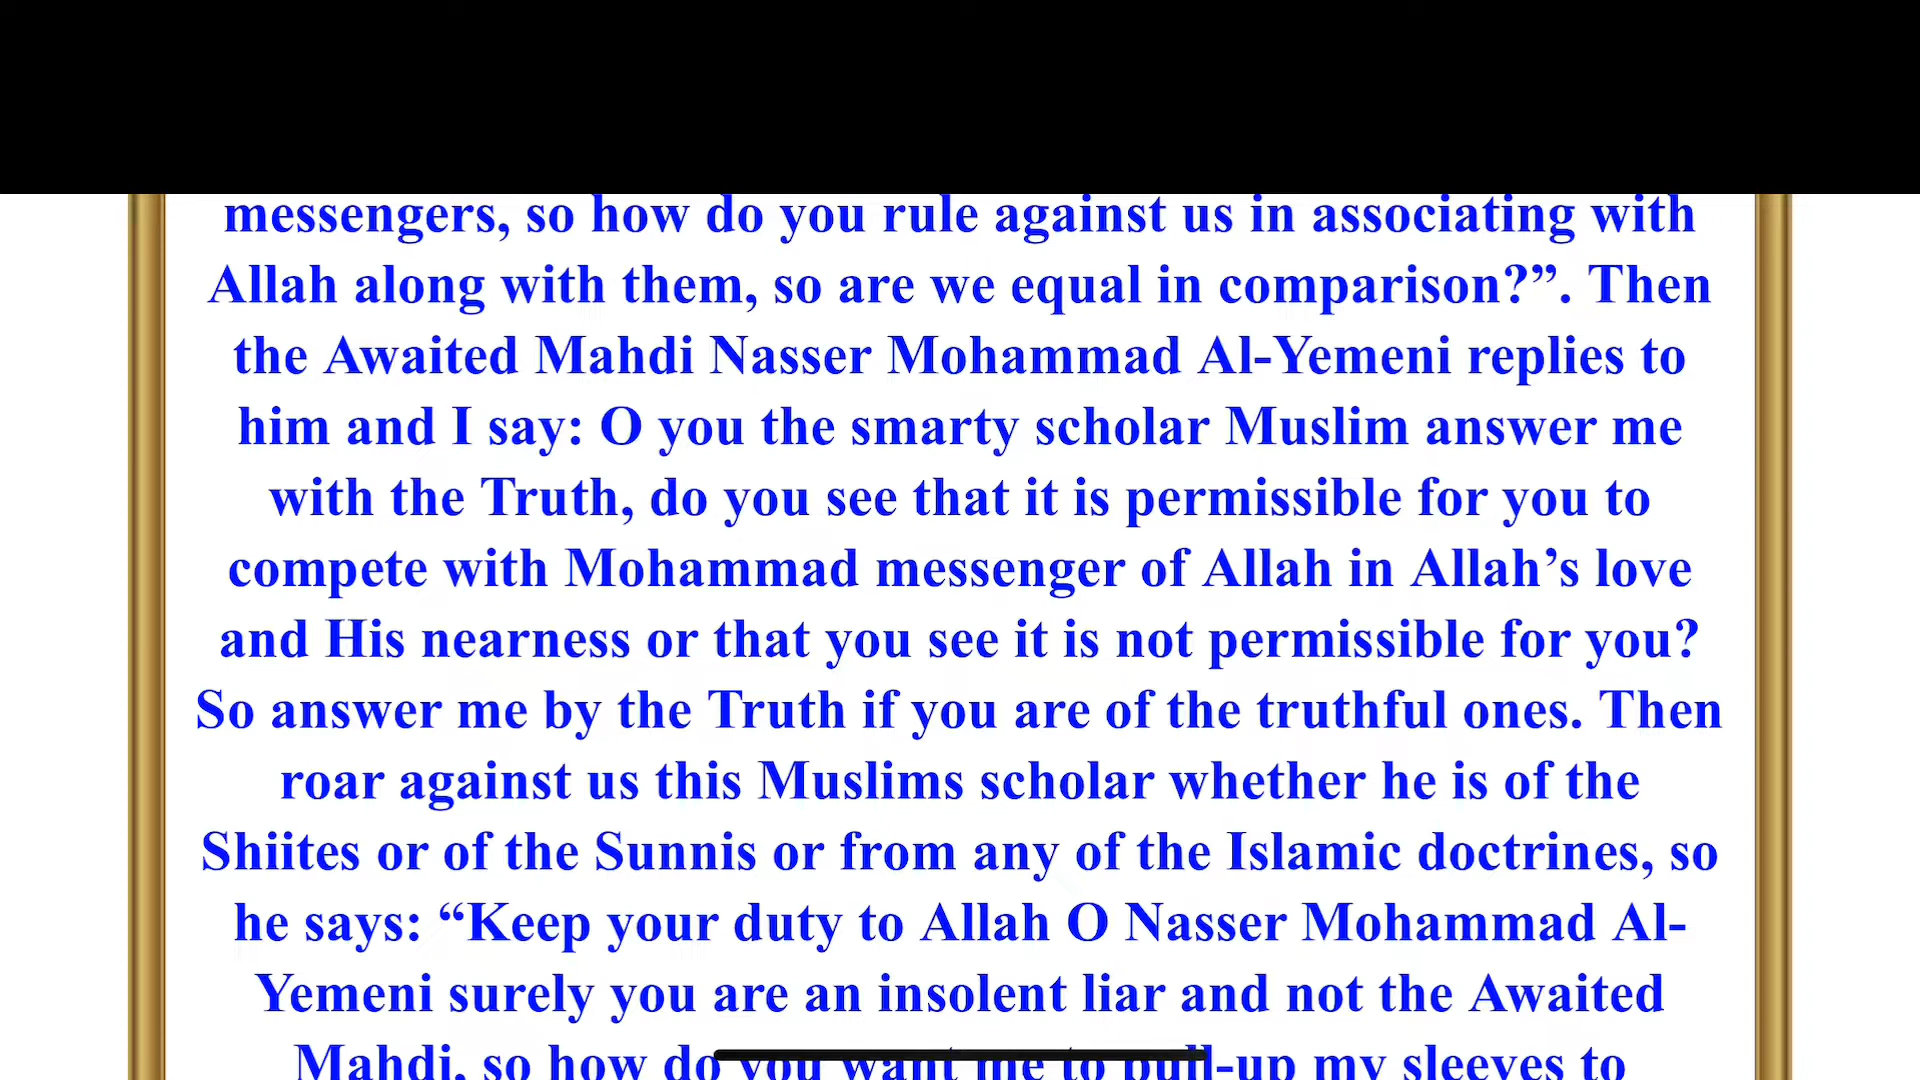 messengers, so how do you rule against us in associating with
Allah along with them, so are we equal in comparison?”. Then
the Awaited Mahdi Nasser Mohammad Al-Yemeni replies to
him and I say: O you the smarty scholar Muslim answer me
with the Truth, do you see that it is permissible for you to
compete with Mohammad messenger of Allah in Allah’s love
and His nearness or that you see it is not permissible for you?
So answer me by the Truth if you are of the truthful ones. Then
roar against us this Muslims scholar whether he is of the
Shiites or of the Sunnis or from any of the Islamic doctrines, so
he says: “Keep your duty to Allah O Nasser Mohammad Al-
Yemeni surely you are an insolent liar and not the Awaited
Mahdi, so how do you want me to pull-up my sleeves to